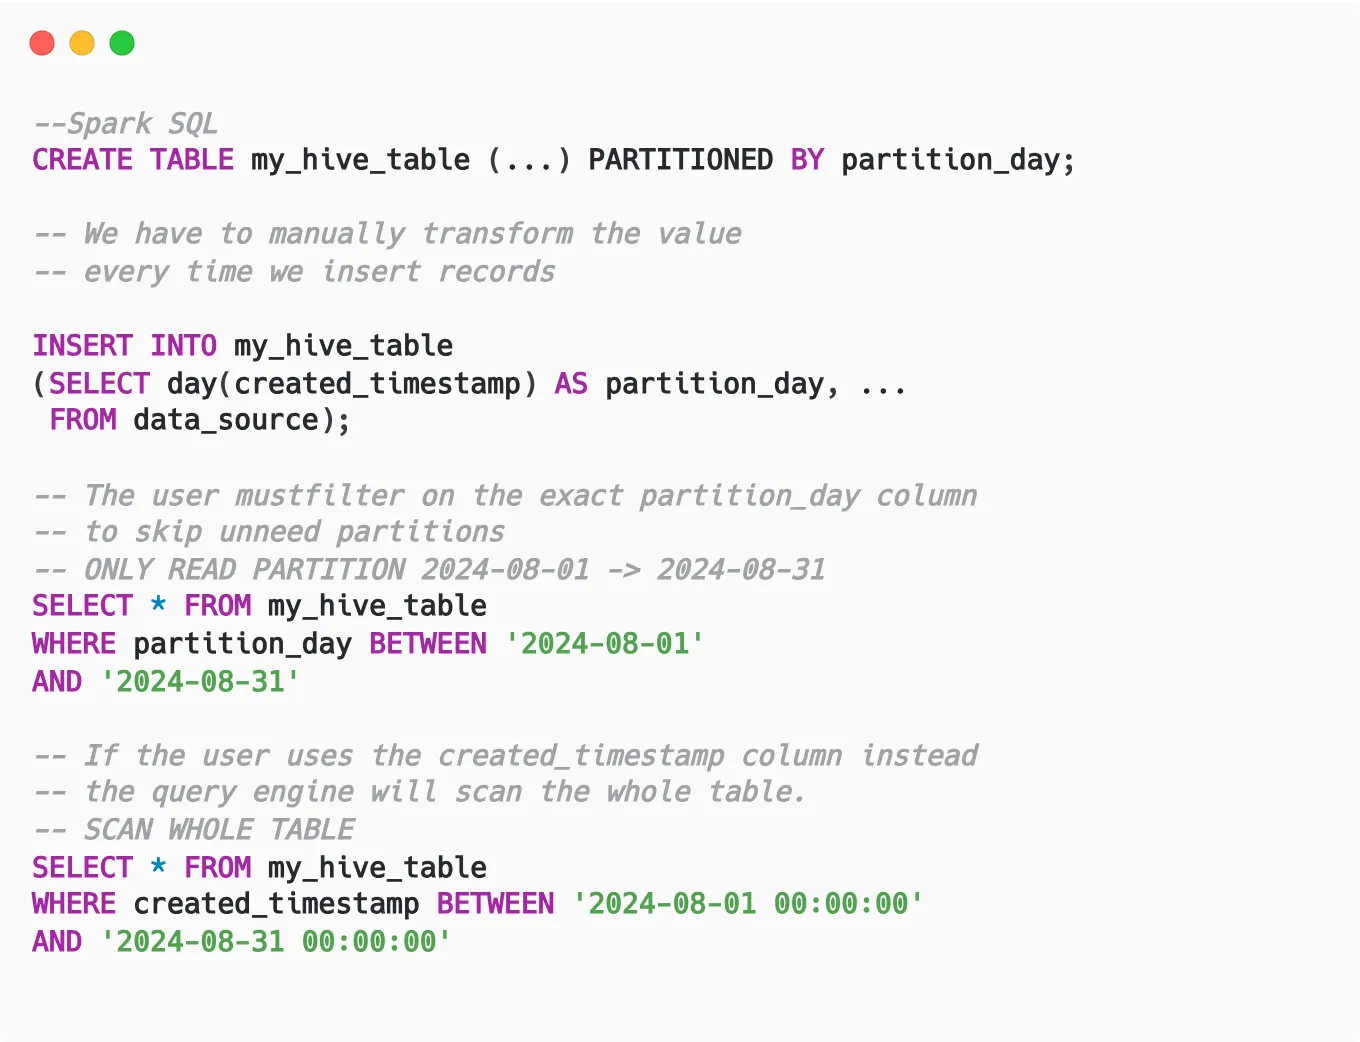 --Spark SQL
CREATE TABLE my_hive_table (...) PARTITIONED BY partition_day;
-- We have to manually transform the value
-- every time we insert records
INSERT INTO my_hive_table
(SELECT day(created_timestamp) AS partition_day, ...
FROM data_source);
-- The user mustfilter on the exact partition_day column
-- to skip unneed partitions
-- ONLY READ PARTITION 2024-08-01 -> 2024-08-31
SELECT * FROM my_hive_table
WHERE partition_day BETWEEN '2024-08-01'
AND '2024-08-31'
-- If the user uses the created_timestamp column instead
-- the query engine will scan the whole table.
-- SCAN WHOLE TABLE
SELECT * FROM my_hive_table
WHERE created_timestamp BETWEEN '2024-08-01 00:00:00'
AND '2024-08-31 00:00:00'